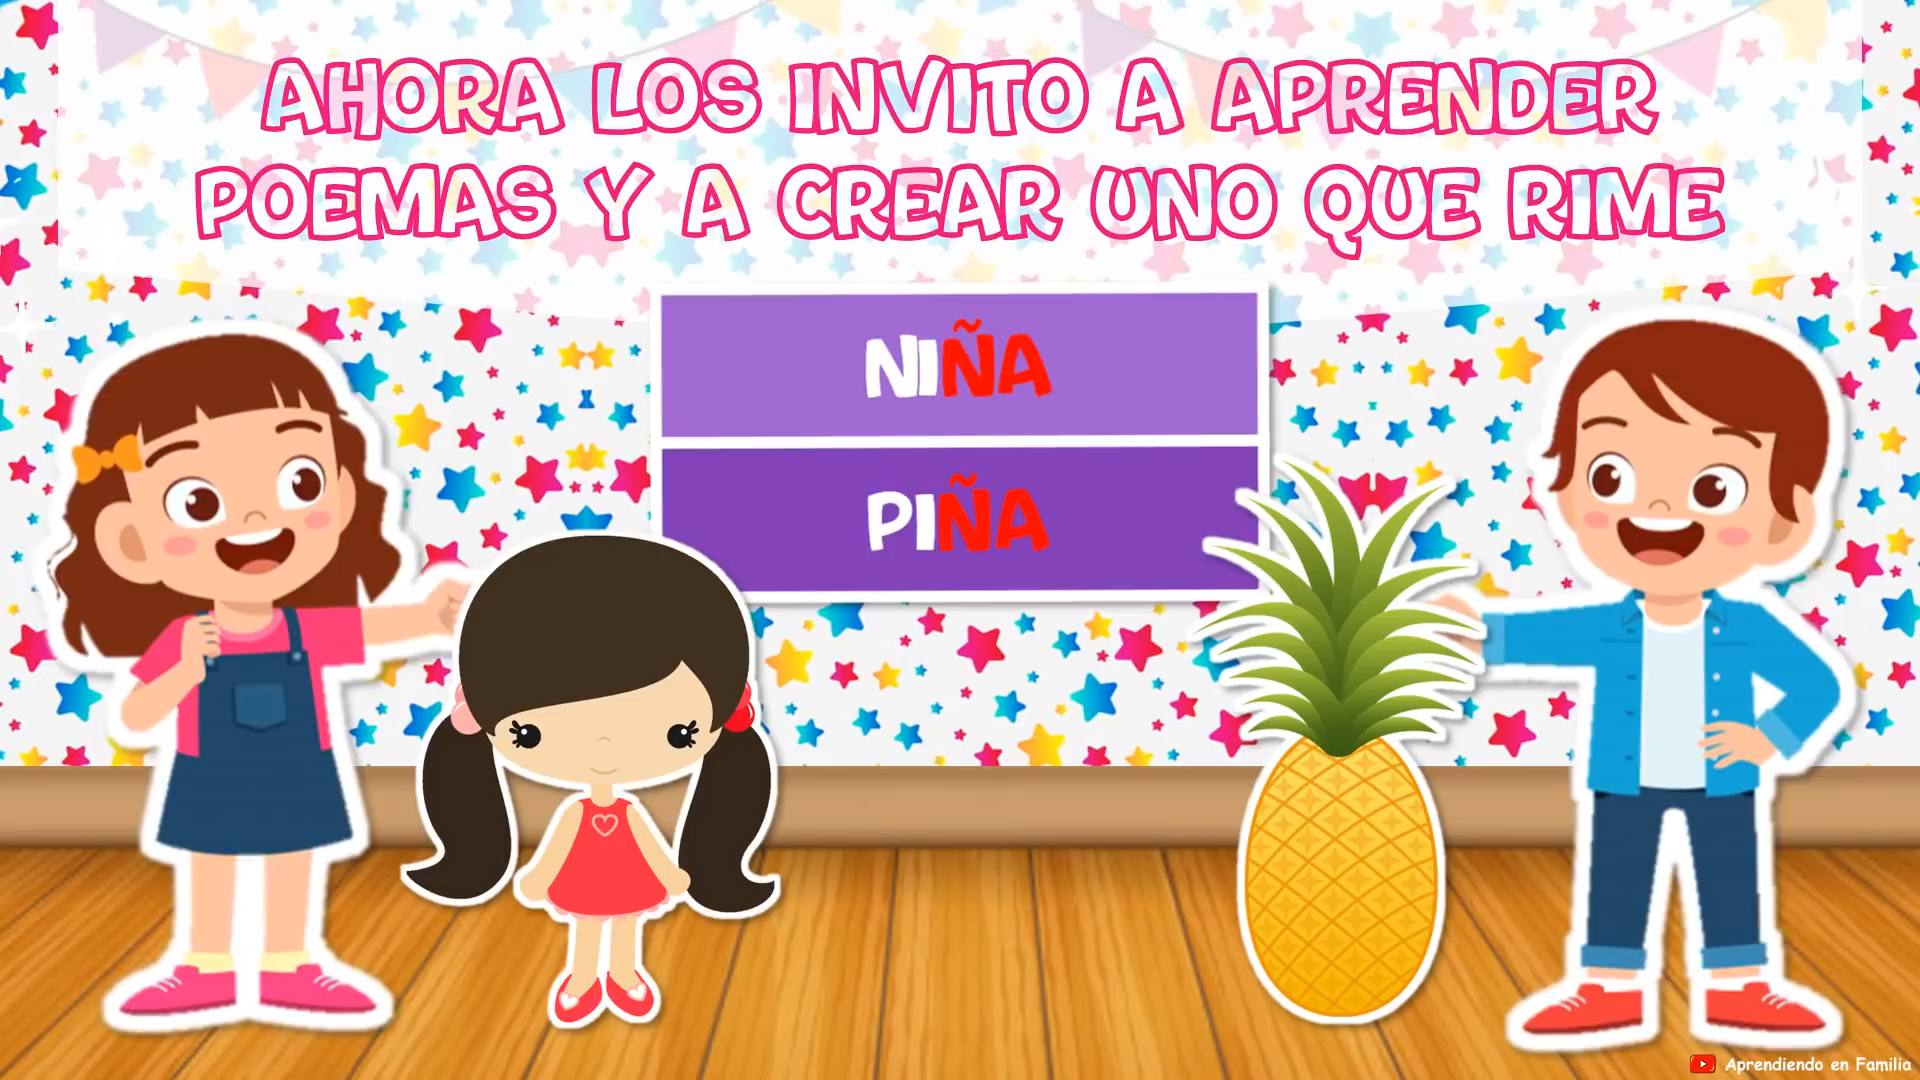 AHORA LOS INVITO A APRENDER
POEMAS Y A CREAR UNO QUE RIME
NIÑA
PIÑA
Aprendiendo en Familia